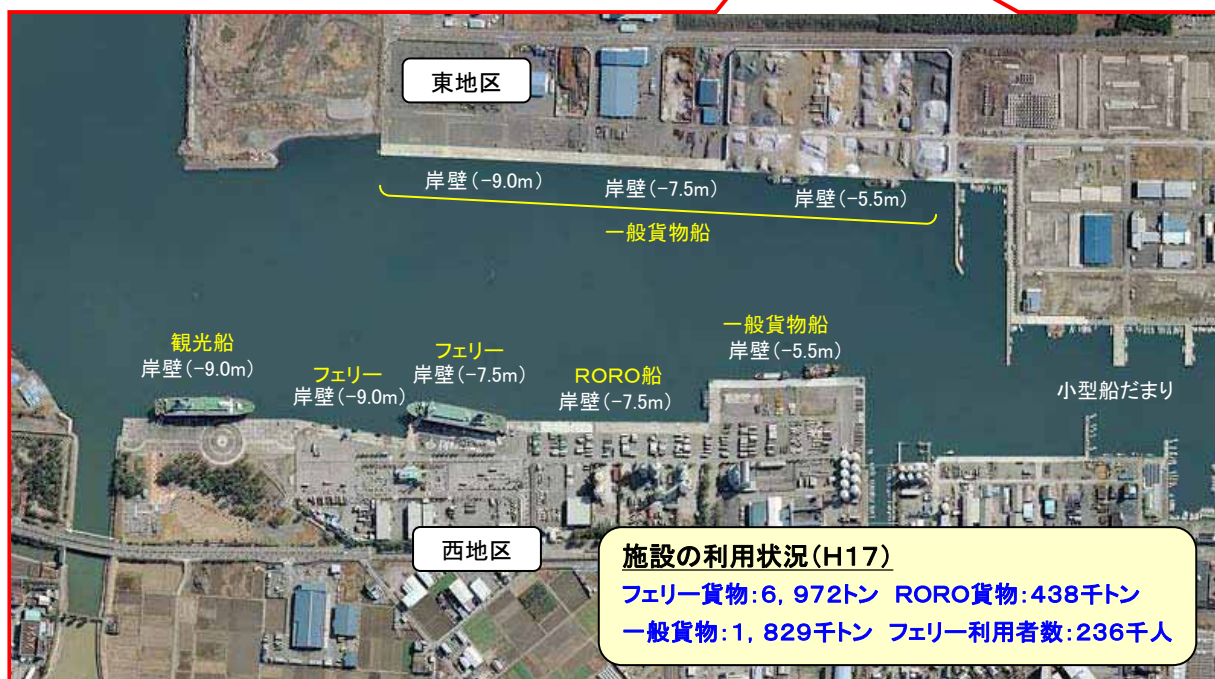 東地区
岸壁(-9.0m)
岸壁(-7.5m)
岸壁(-5.5m)
一般貨物船
観光船
岸壁(-9.0m)
フェリー
岸壁(-9.0m)
フェリー
岸壁(-7.5m)
RORO船
岸壁(-7.5m)
一般貨物船
岸壁(-5.5m)
小型船だまり
西地区
施設の利用状況(H17)
フェリー貨物:6,972トン RORO貨物:438千トン
一般貨物:1,829千トン フェリー利用者数:236千人